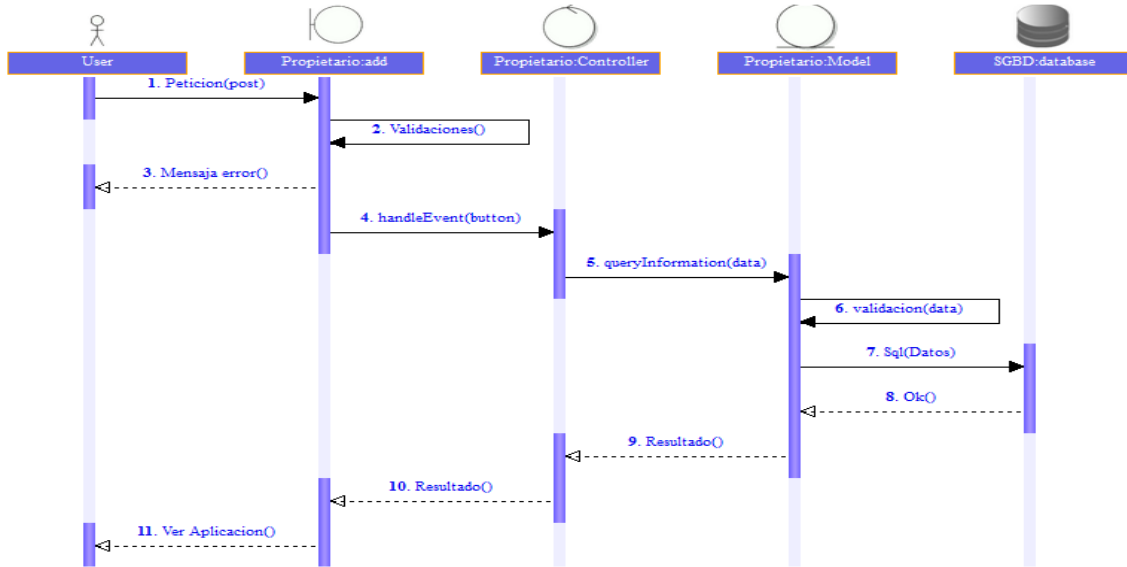 User
Propietario:add
Propietario:Controller
Propietario:Model
SGBD:database
1. Peticion(post)
2. Validaciones()
3. Mensaja error()
4. handleEvent(button)
5. queryInformation(data)
6. validacion(data)
7. Sql(Datos)
8. Ok()
9. Resultado()
10. Resultado()
11. Ver Aplicacion()